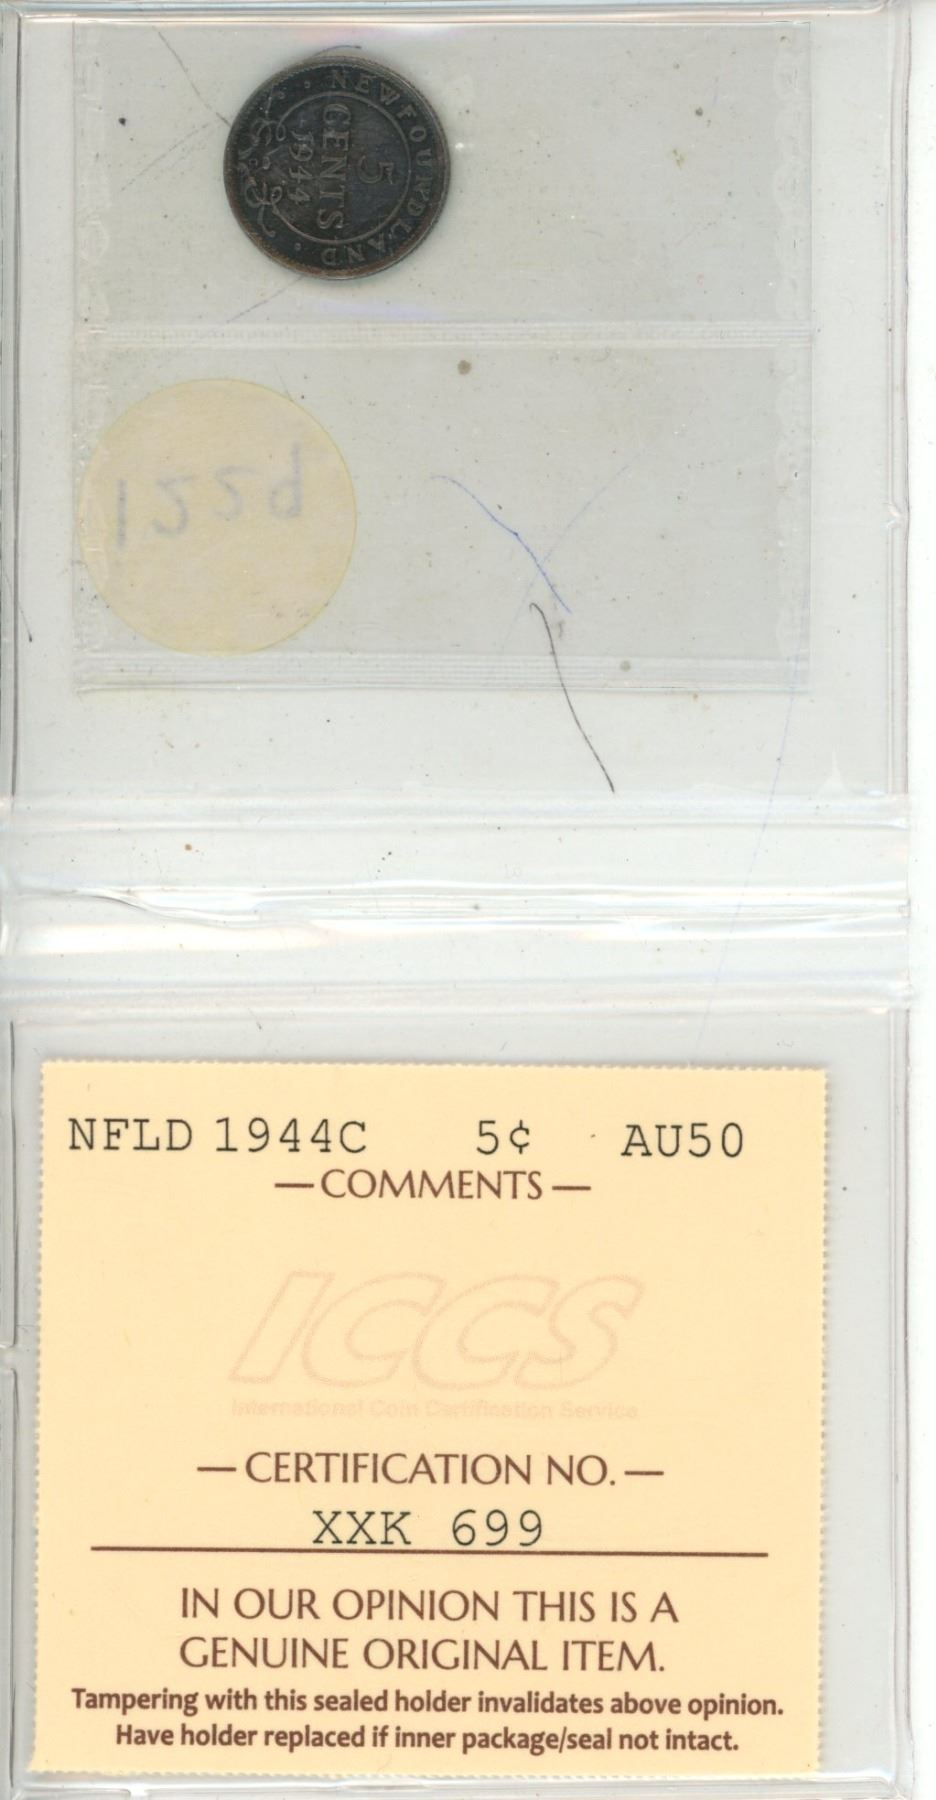 NEWFOUNDLAND
5
CENTS
1944
NFLD 1944C 5¢ AU50
—COMMENTS—
ICCS
International Coin Certification Service
—CERTIFICATION NO.—
XXK 699
IN OUR OPINION THIS IS A
GENUINE ORIGINAL ITEM.
Tampering with this sealed holder invalidates above opinion.
Have holder replaced if inner package/seal not intact.